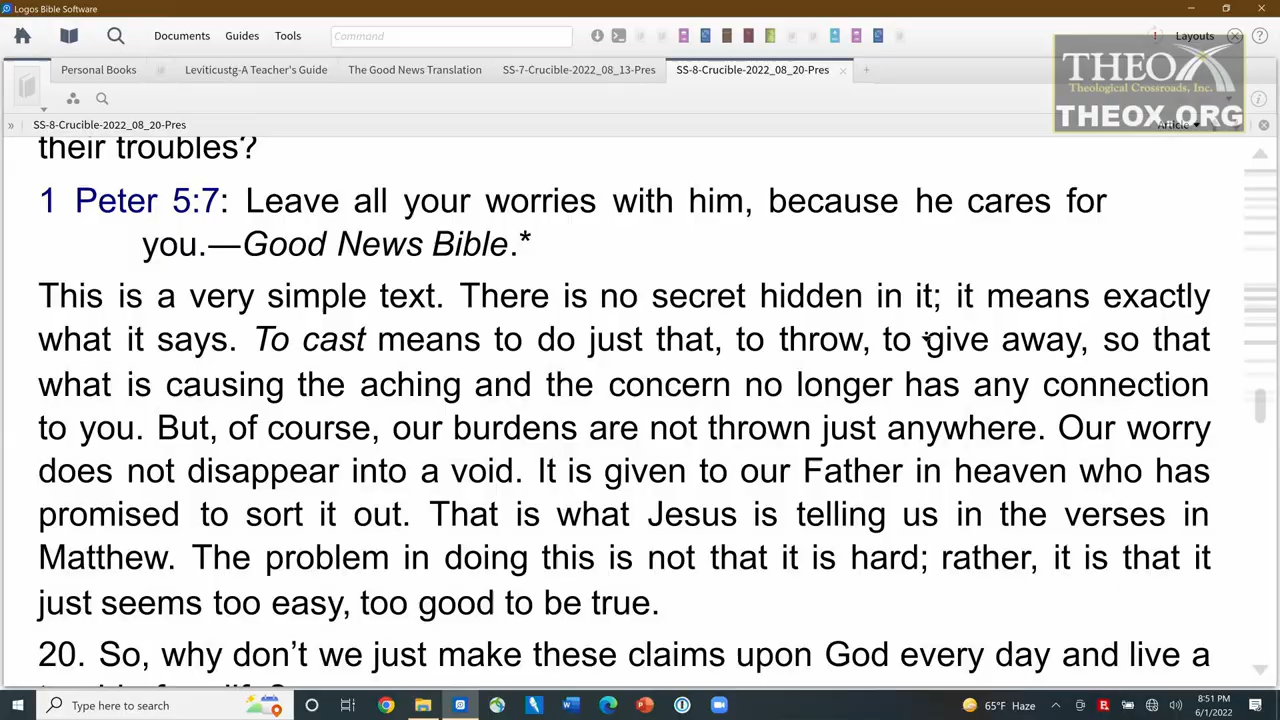 Logos Bible Software
Documents Guides Tools Command Layouts
THEOX
Theological Crossroads, Inc.
THEOX.ORG
Personal Books Leviticustg-A Teacher's Guide The Good News Translation SS-7-Crucible-2022_08_13-Pres SS-8-Crucible-2022_08_20-Pres
SS-8-Crucible-2022_08_20-Pres Article
their troubles?
1 Peter 5:7: Leave all your worries with him, because he cares for
you.—Good News Bible.*
This is a very simple text. There is no secret hidden in it; it means exactly
what it says. To cast means to do just that, to throw, to give away, so that
what is causing the aching and the concern no longer has any connection
to you. But, of course, our burdens are not thrown just anywhere. Our worry
does not disappear into a void. It is given to our Father in heaven who has
promised to sort it out. That is what Jesus is telling us in the verses in
Matthew. The problem in doing this is not that it is hard; rather, it is that it
just seems too easy, too good to be true.
20. So, why don't we just make these claims upon God every day and live a
Type here to search
65°F Haze
8:51 PM
6/1/2022